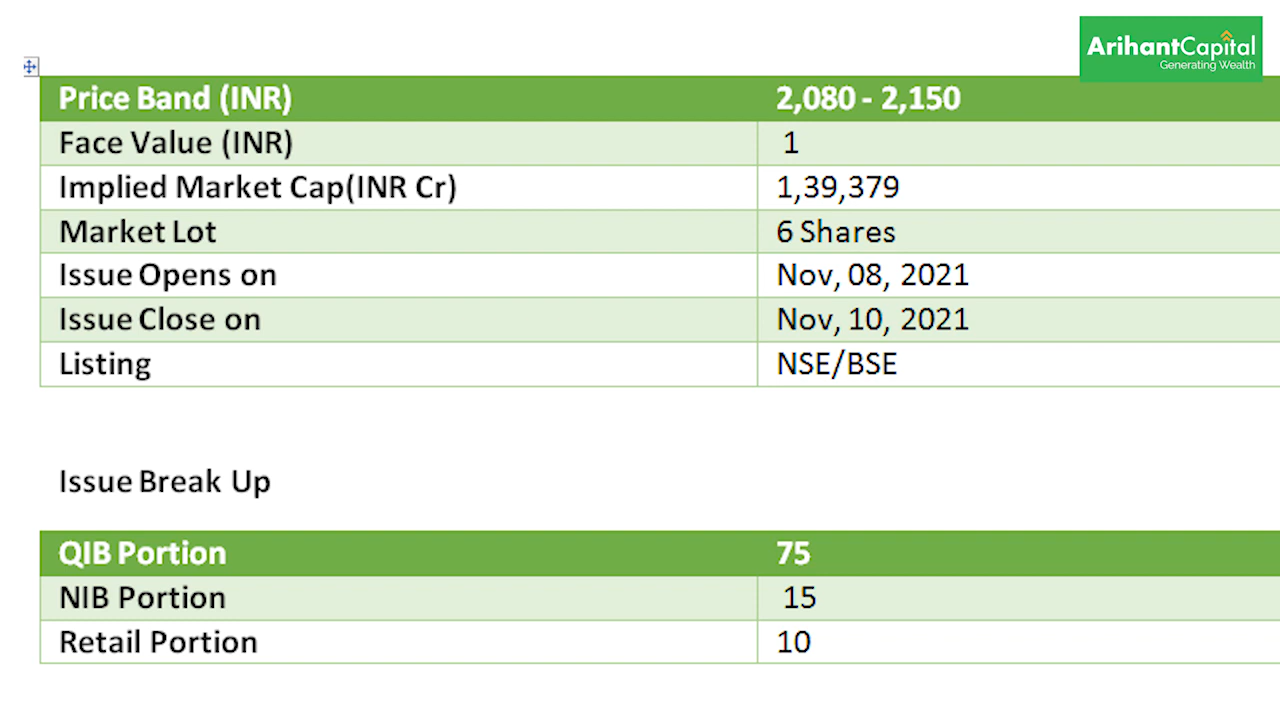 ArihantCapital
Generating Wealth
Price Band (INR) 2,080 - 2,150
Face Value (INR) 1
Implied Market Cap(INR Cr) 1,39,379
Market Lot 6 Shares
Issue Opens on Nov, 08, 2021
Issue Close on Nov, 10, 2021
Listing NSE/BSE
Issue Break Up
QIB Portion 75
NIB Portion 15
Retail Portion 10